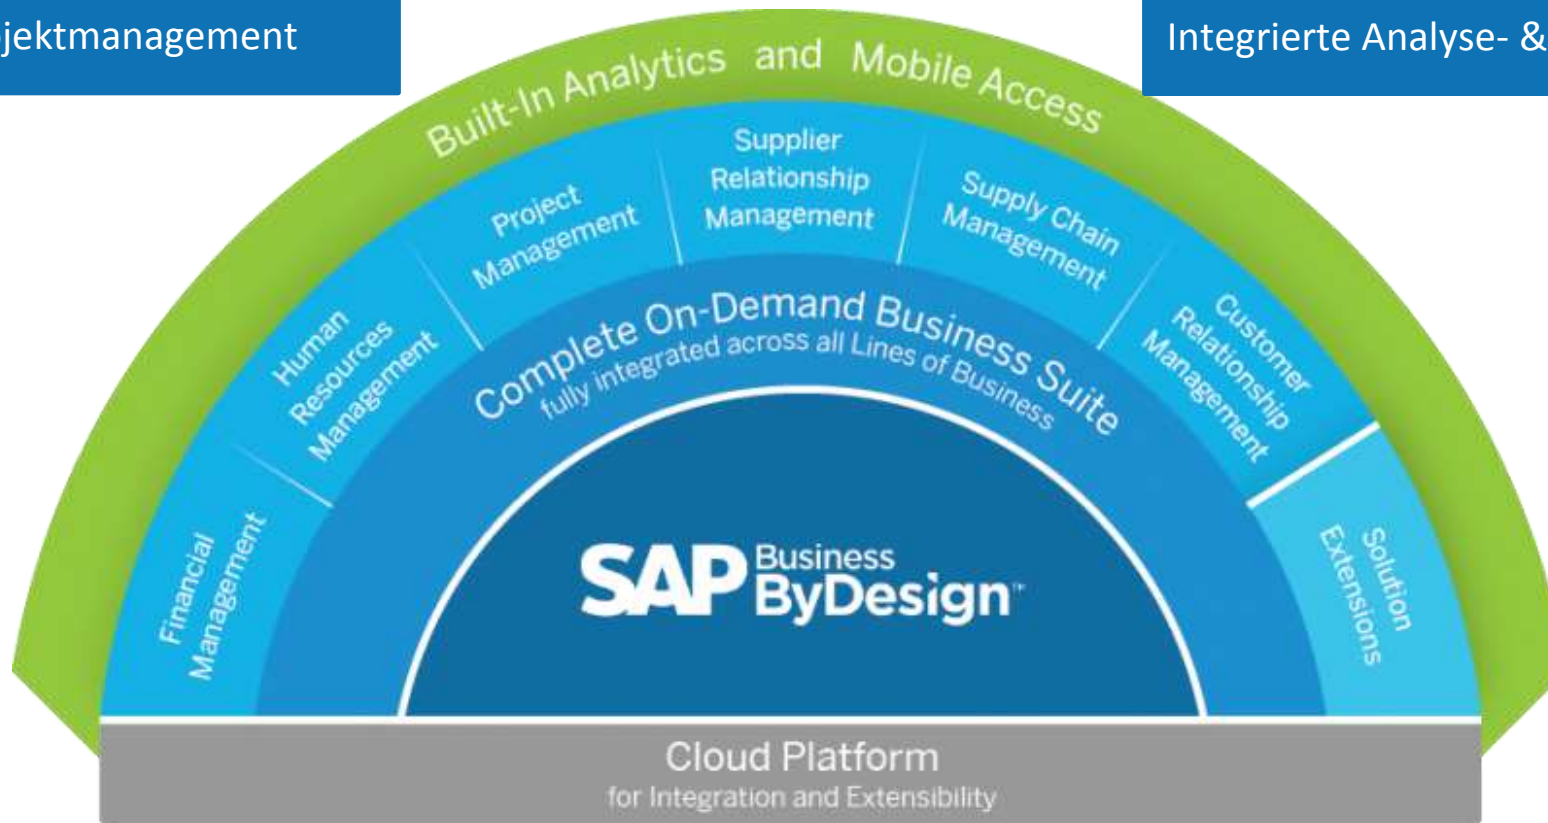 jektmanagement
Integrierte Analyse- &
Built-In Analytics and Mobile Access
Financial
Management
Human
Resources
Management
Project
Management
Supplier
Relationship
Management
Supply Chain
Management
Customer
Relationship
Management
Solution
Extensions
Complete On-Demand Business Suite
fully integrated across all Lines of Business
SAP Business
ByDesign™
Cloud Platform
for Integration and Extensibility